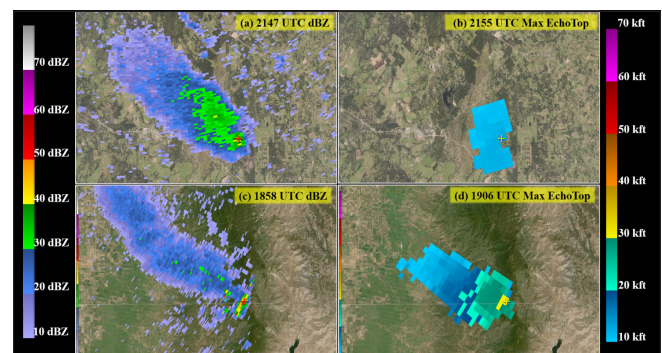 (a) 2147 UTC dBZ
(b) 2155 UTC Max EchoTop
70 dBZ
60 dBZ
50 dBZ
40 dBZ
30 dBZ
20 dBZ
10 dBZ
70 kft
60 kft
50 kft
40 kft
30 kft
20 kft
10 kft
(c) 1858 UTC dBZ
(d) 1906 UTC Max EchoTop